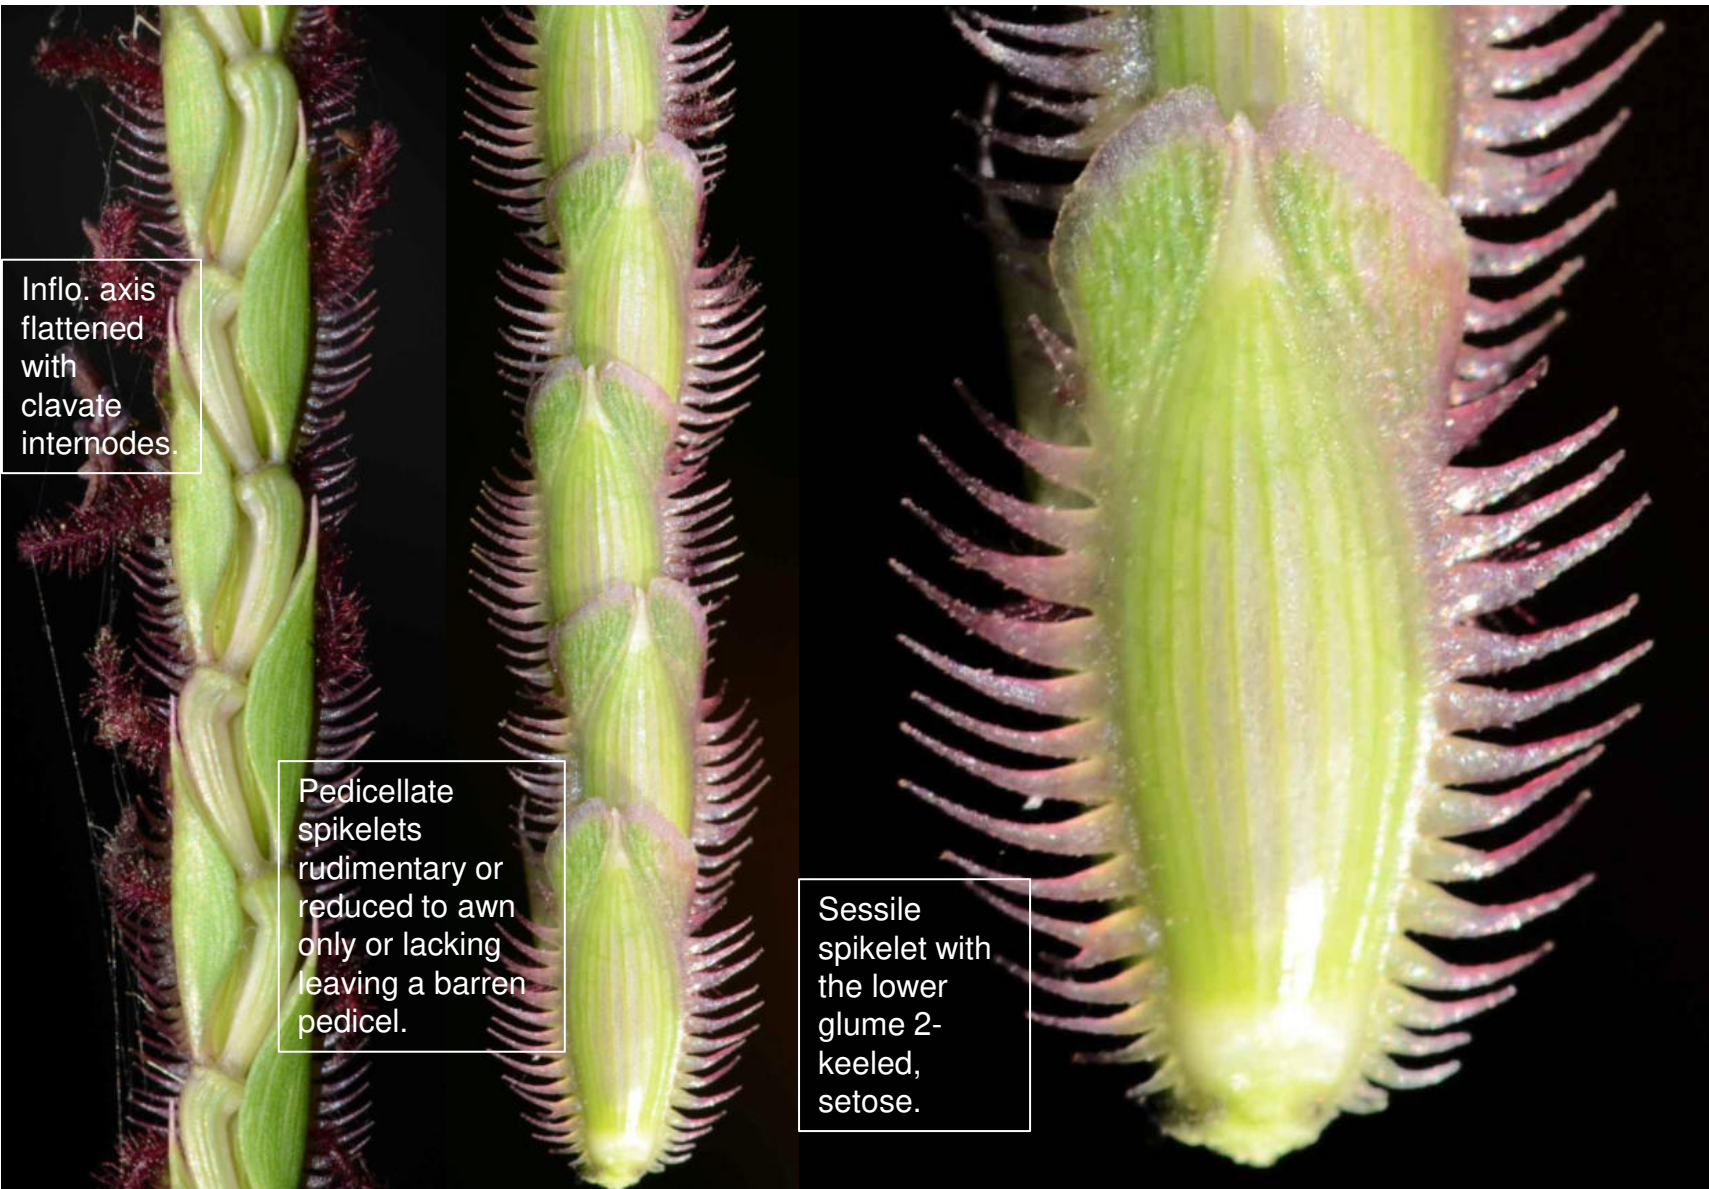 Inflo. axis
flattened
with
clavate
internodes.
Pedicellate
spikelets
rudimentary or
reduced to awn
only or lacking
leaving a barren
pedicel.
Sessile
spikelet with
the lower
glume 2-
keeled,
setose.